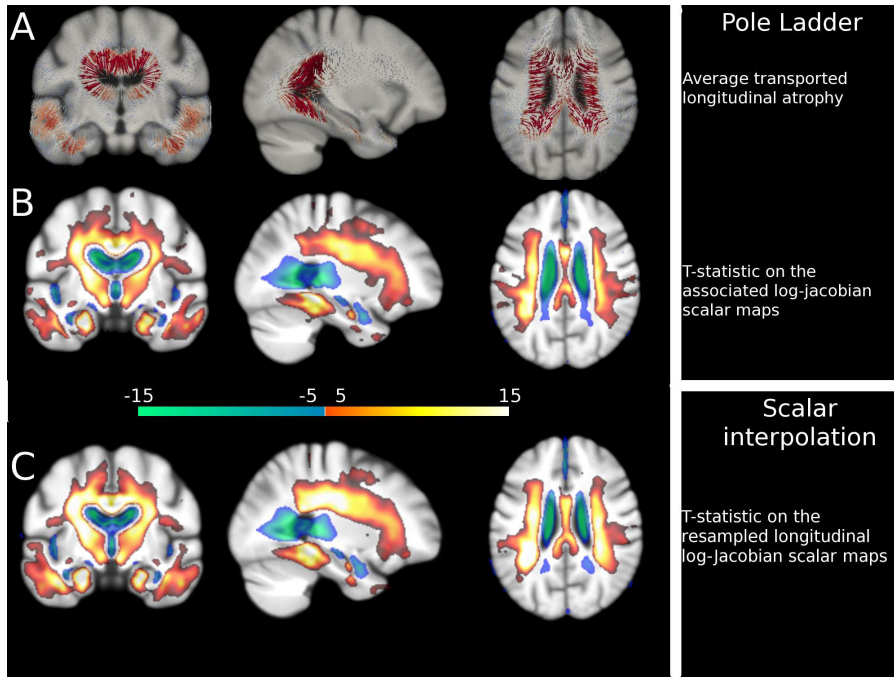 A
Pole Ladder
Average transported
longitudinal atrophy
B
T-statistic on the
associated log-jacobian
scalar maps
-15 -5 5 15
Scalar
interpolation
C
T-statistic on the
resampled longitudinal
log-Jacobian scalar maps